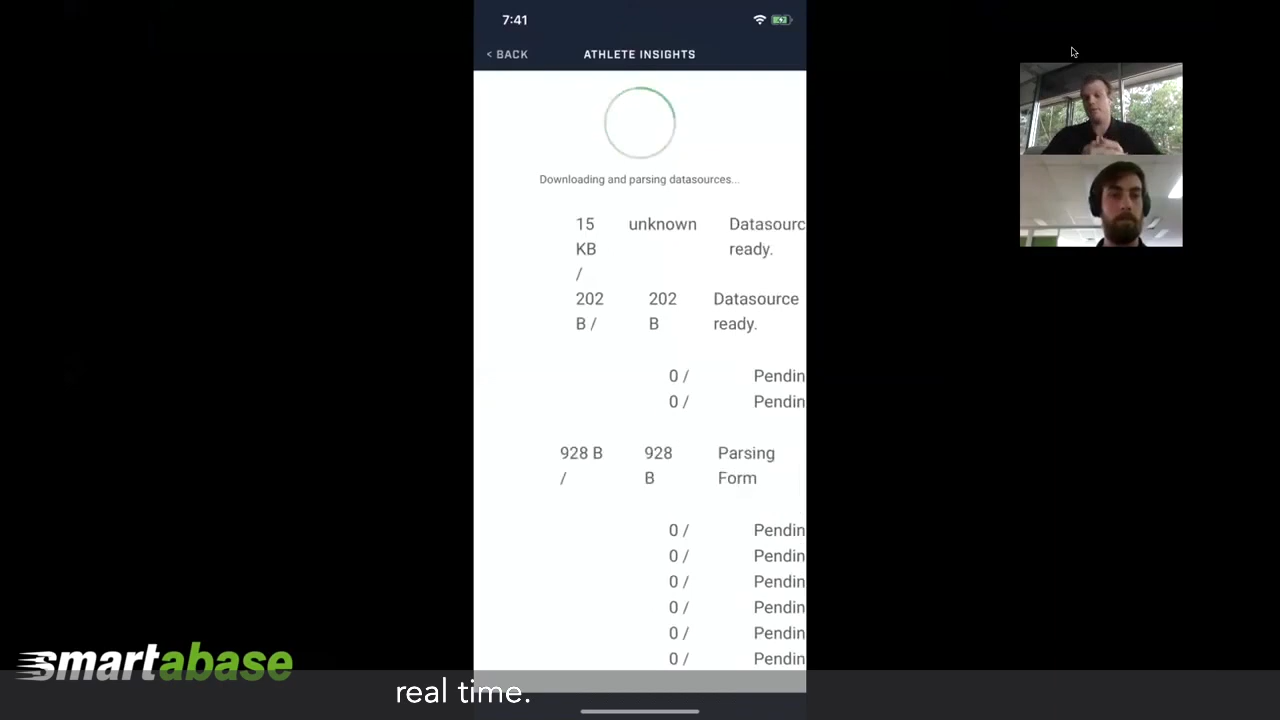 7:41
< BACK
ATHLETE INSIGHTS
Downloading and parsing datasources...
15 unknown Datasourc
KB ready.
/
202 202 Datasource
B / B ready.
0 / Pendin
0 / Pendin
928 B 928 Parsing
/ B Form
0 / Pendin
0 / Pendin
0 / Pendin
0 / Pendin
0 / Pendin
0 / Pendin
smartabase
real time.